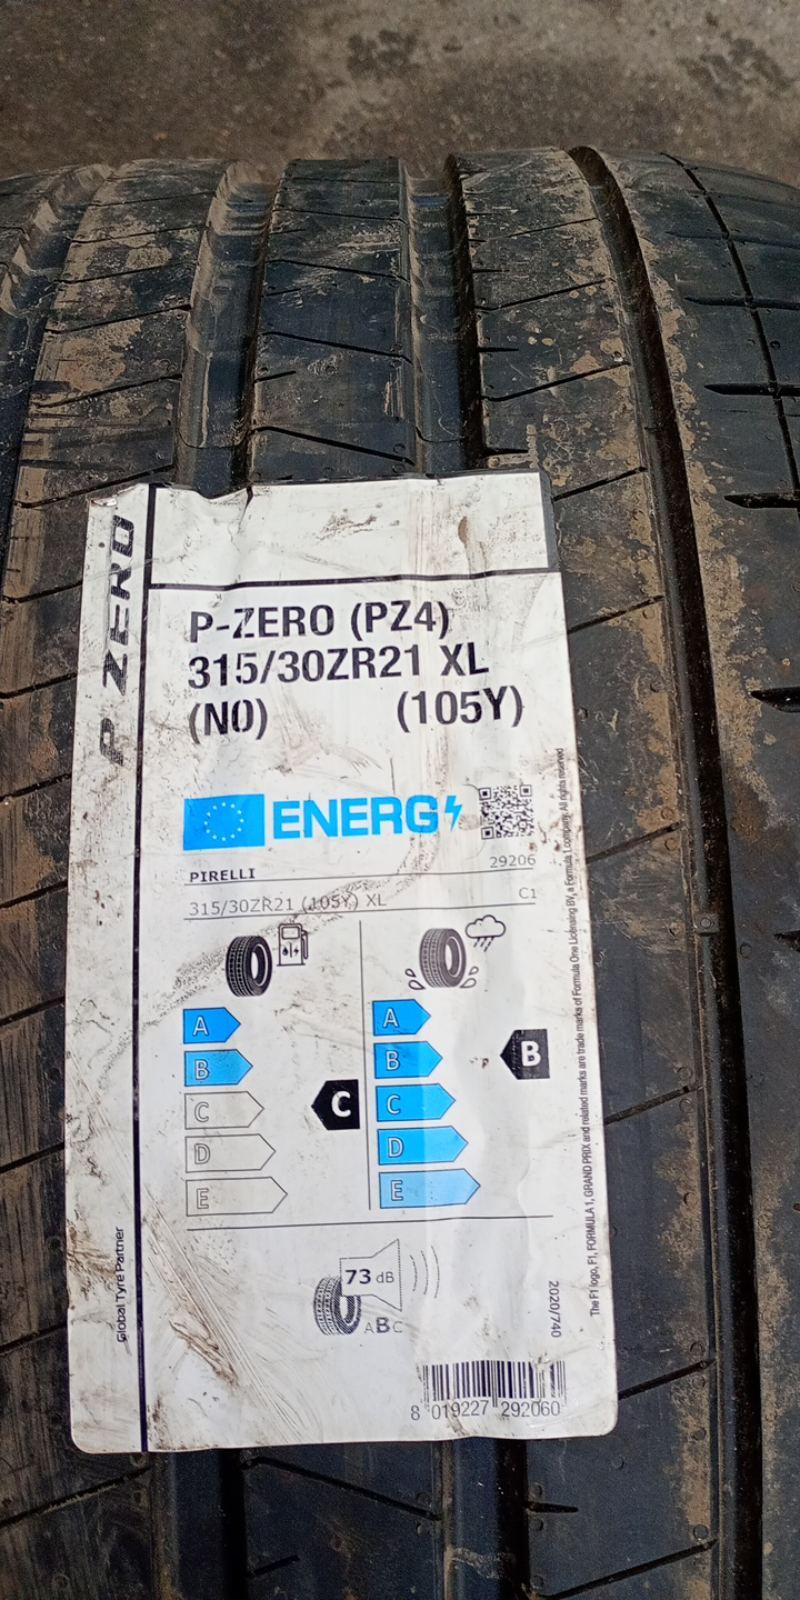 P ZERO
P-ZERO (PZ4)
315/30ZR21 XL
(N0) (105Y)
ENERG
PIRELLI 29206
315/30ZR21 (105Y) XL C1
A A
B B B
C C C
D D
E E
73 dB
ABC
2020/740
Global Tyre Partner
The F1 logo, F1, FORMULA 1, GRAND PRIX and related marks are trade marks of Formula One Licensing BV, a Formula 1 company. All rights reserved
8 019227 292060